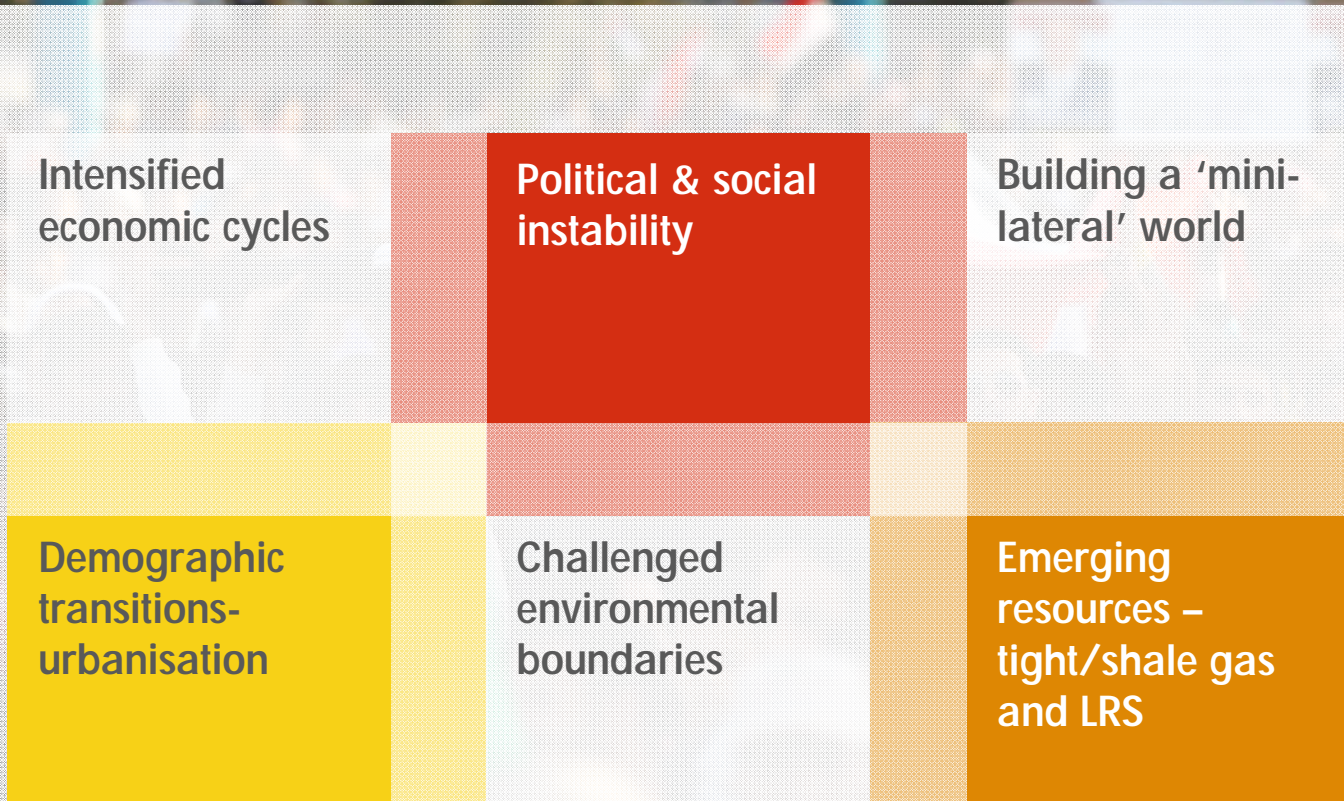 Intensified
economic cycles
Political & social
instability
Building a ‘mini-
lateral’ world
Demographic
transitions-
urbanisation
Challenged
environmental
boundaries
Emerging
resources –
tight/shale gas
and LRS